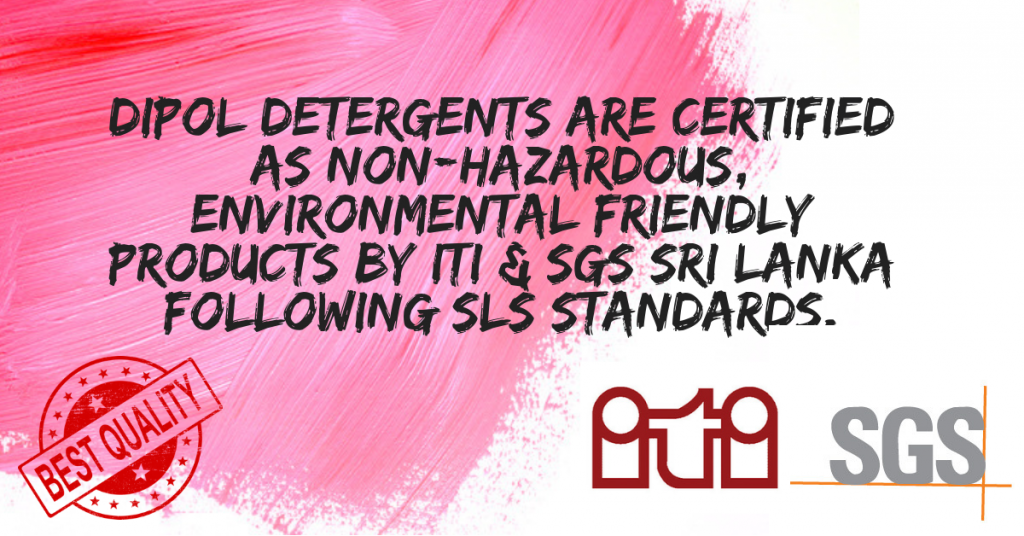 DIPOL DETERGENTS ARE CERTIFIED
AS NON-HAZARDOUS,
ENVIRONMENTAL FRIENDLY
PRODUCTS BY ITI & SGS SRI LANKA
FOLLOWING SLS STANDARDS.
BEST QUALITY
iti
SGS